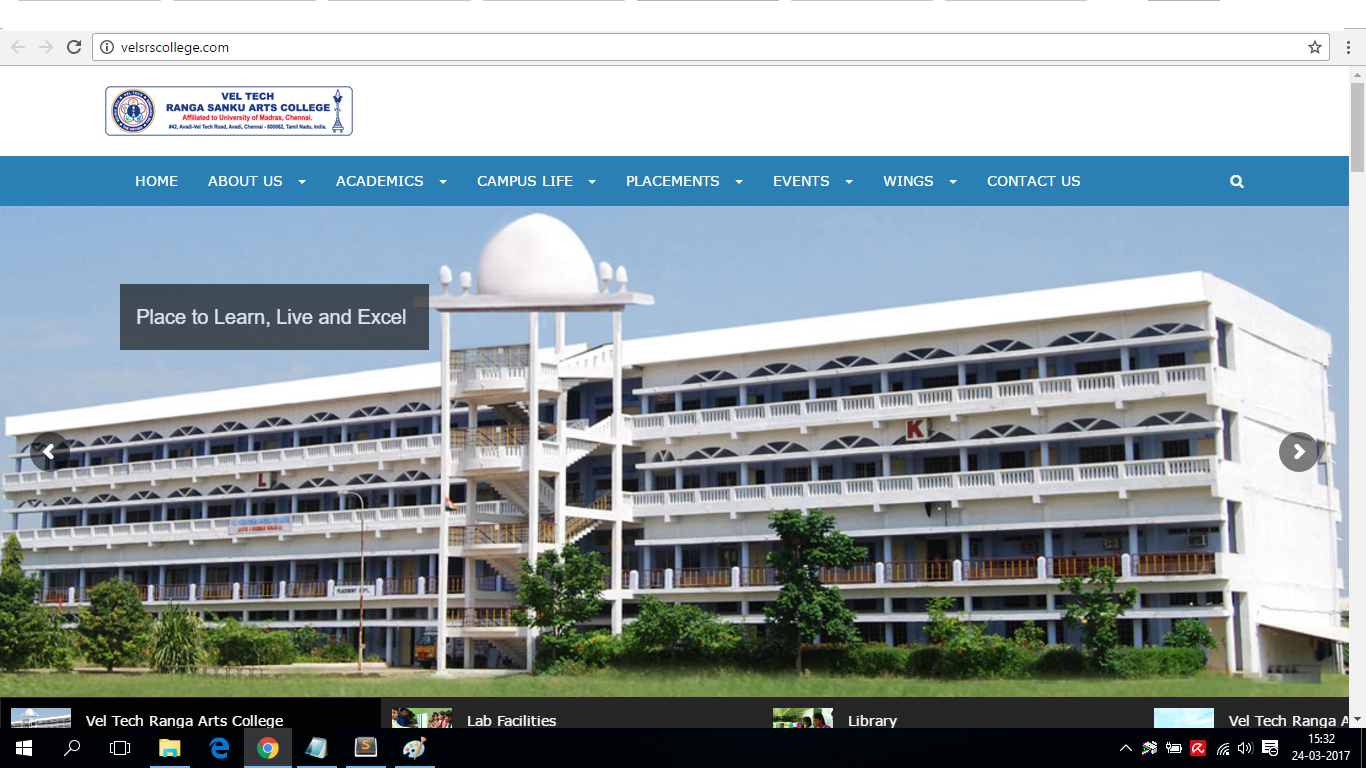 velsrscollege.com
VEL TECH
RANGA SANKU ARTS COLLEGE
Affiliated to University of Madras, Chennai.
#42, Avadi-Vel Tech Road, Avadi, Chennai - 600062, Tamil Nadu, India.
HOME ABOUT US ACADEMICS CAMPUS LIFE PLACEMENTS EVENTS WINGS CONTACT US
Place to Learn, Live and Excel
K
L
PLACEMENT DEPT.
Vel Tech Ranga Arts College Lab Facilities Library Vel Tech Ranga A
15:32
24-03-2017